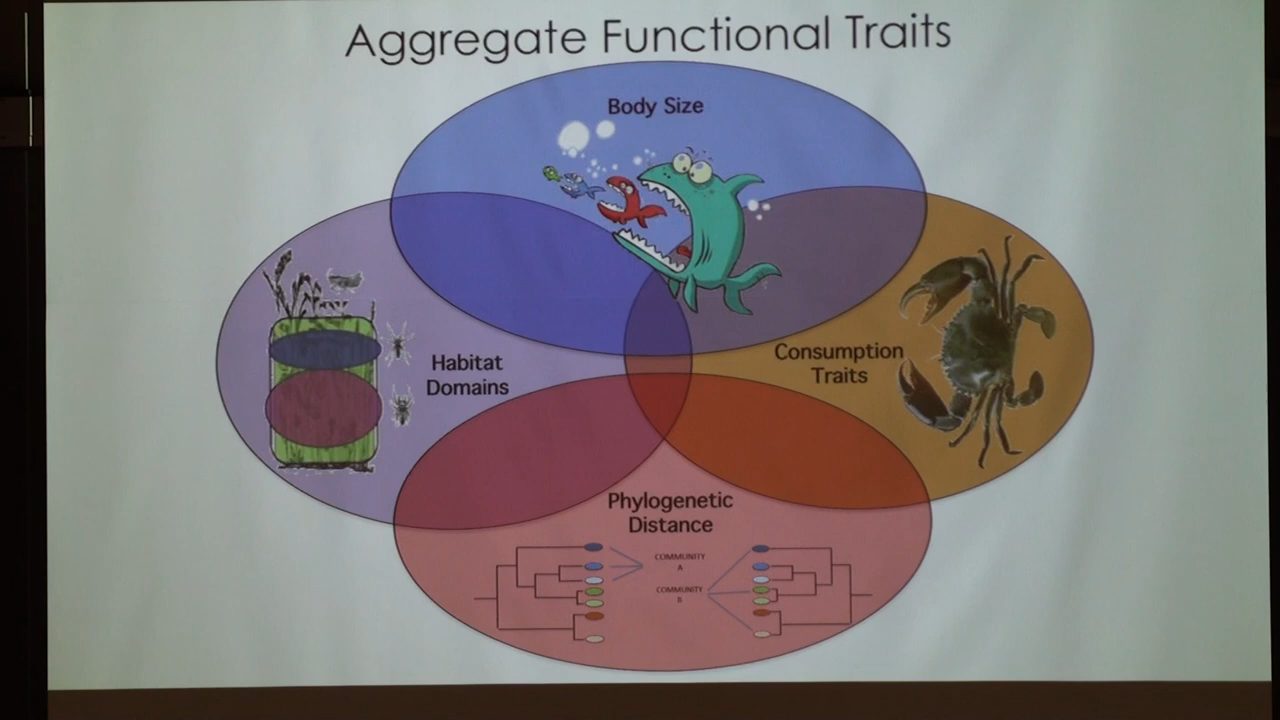 Aggregate Functional Traits
Body Size
Habitat
Domains
Consumption
Traits
Phylogenetic
Distance
COMMUNITY
A
COMMUNITY
B